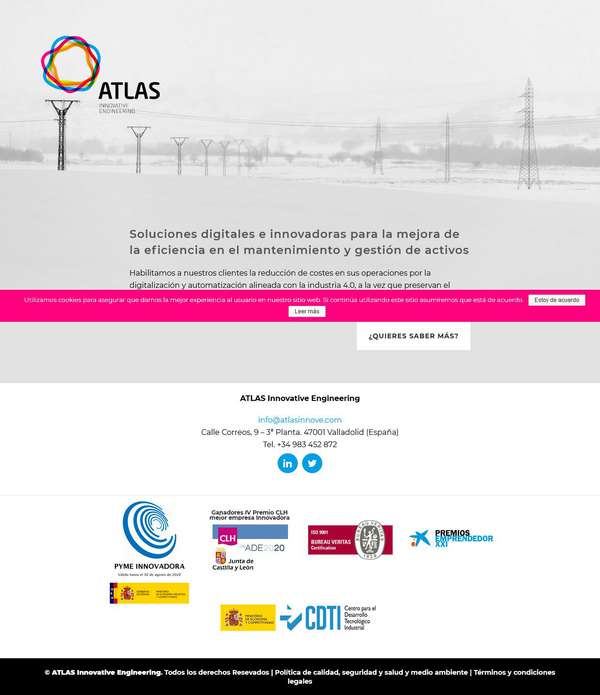 ATLAS
INNOVATIVE
ENGINEERING
Soluciones digitales e innovadoras para la mejora de
la eficiencia en el mantenimiento y gestión de activos
Habilitamos a nuestros clientes la reducción de costes en sus operaciones por la
digitalización y automatización alineada con la industria 4.0, a la vez que preservan el
Utilizamos cookies para asegurar que damos la mejor experiencia al usuario en nuestro sitio web. Si continúa utilizando este sitio asumiremos que está de acuerdo.
Estoy de acuerdo
Leer más
¿QUIERES SABER MÁS?
ATLAS Innovative Engineering
info@atlasinnove.com
Calle Correos, 9 – 3ª Planta. 47001 Valladolid (España)
Tel. +34 983 452 872
in
PYME INNOVADORA
Válido hasta el 30 de agosto de 2020
Ganadores IV Premio CLH
mejor empresa innovadora
CLH
ADE2020
Junta de
Castilla y León
ISO 9001
BUREAU VERITAS
Certification
PREMIOS
EMPRENDEDOR
XXI
CDTI
Centro para el
Desarrollo
Tecnológico
Industrial
© ATLAS Innovative Engineering. Todos los derechos Resevados | Política de calidad, seguridad y salud y medio ambiente | Términos y condiciones
legales